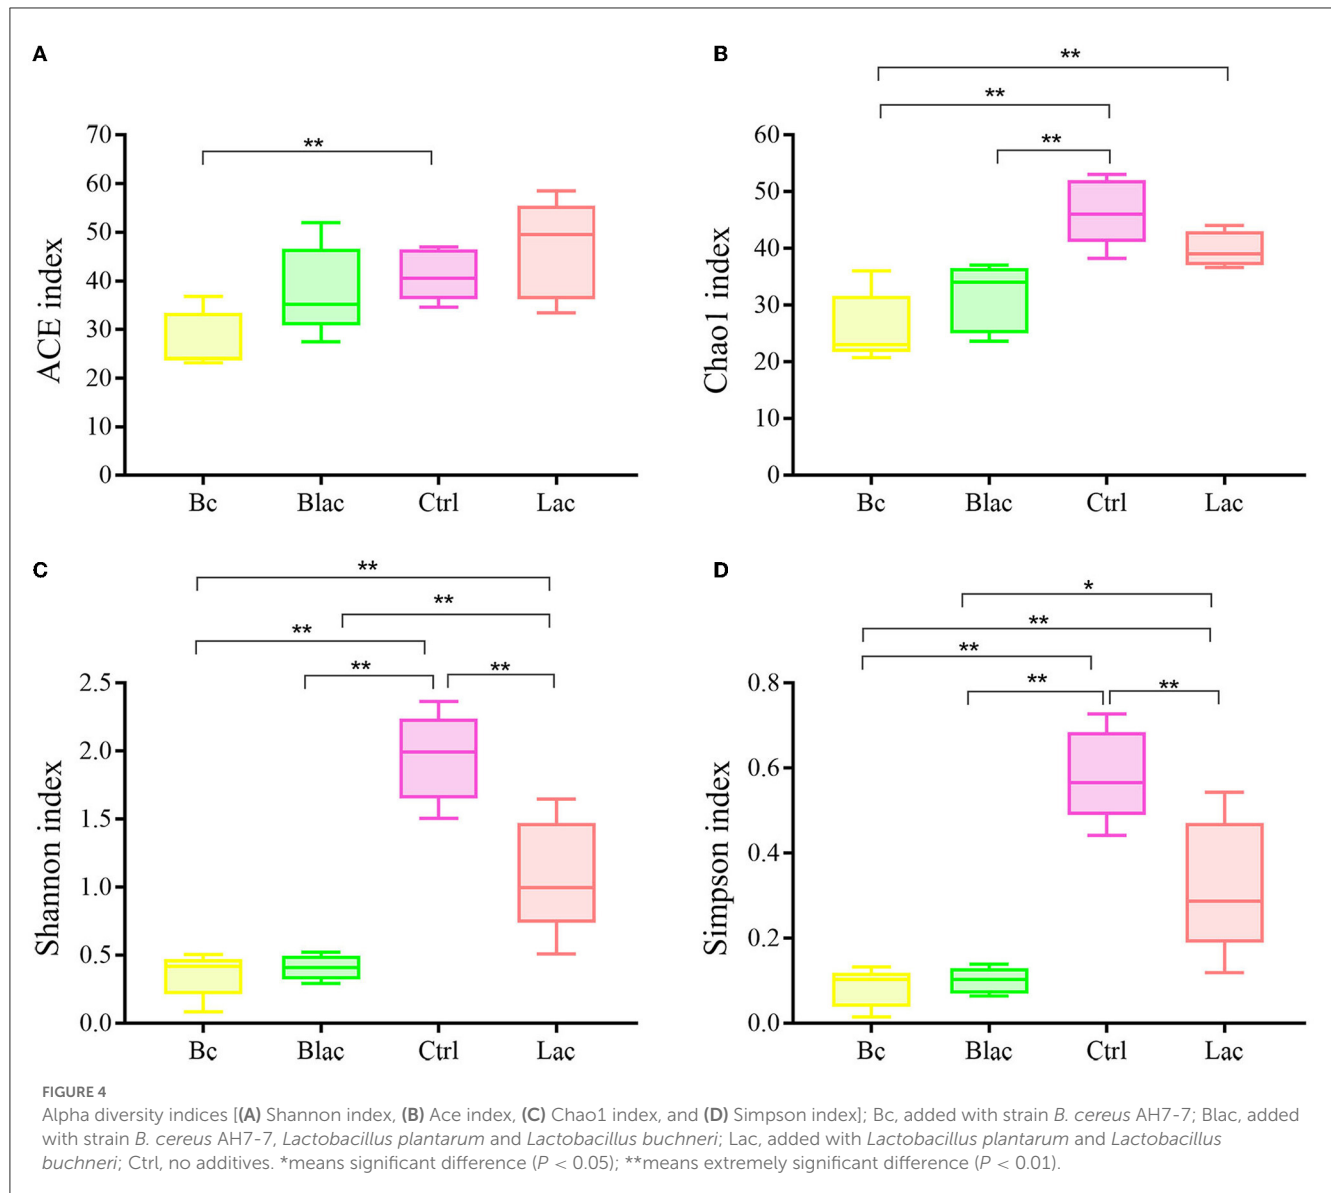 A
**
70
60
50
40
30
20
10
0
ACE index
Bc Blac Ctrl Lac
B
**
**
**
60
50
40
30
20
10
0
Chao1 index
Bc Blac Ctrl Lac
C
**
**
**
** **
2.5
2.0
1.5
1.0
0.5
0.0
Shannon index
Bc Blac Ctrl Lac
D
*
**
**
** **
0.8
0.6
0.4
0.2
0.0
Simpson index
Bc Blac Ctrl Lac
FIGURE 4
Alpha diversity indices [(A) Shannon index, (B) Ace index, (C) Chao1 index, and (D) Simpson index]; Bc, added with strain B. cereus AH7-7; Blac, added
with strain B. cereus AH7-7, Lactobacillus plantarum and Lactobacillus buchneri; Lac, added with Lactobacillus plantarum and Lactobacillus
buchneri; Ctrl, no additives. *means significant difference (P < 0.05); **means extremely significant difference (P < 0.01).